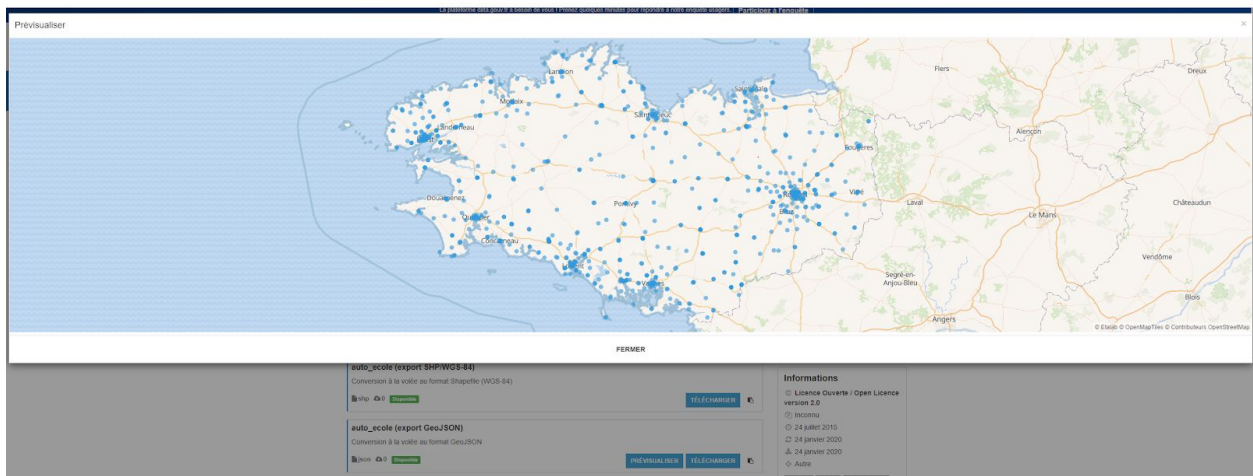 La plateforme data.gouv.fr a besoin de vous ! Prenez quelques minutes pour répondre à notre enquête usagers. Participez à l'enquête
Prévisualiser
×
Flers
Dreux
Lannion
Saint-Malo
Morlaix
Saint-Brieuc
Landerneau
Alençon
Brest
Fougères
Douarnenez
Pontivy
Rennes
Vitré
Laval
Châteaudun
Quimper
Bruz
Le Mans
Concarneau
Lorient
Vendôme
Vannes
Segré-en-
Anjou-Bleu
Blois
Angers
© Etalab © OpenMapTiles © Contributeurs OpenStreetMap
FERMER
auto_ecole (export SHP/WGS-84)
Conversion à la volée au format Shapefile (WGS-84)
shp 0 Disponible
TÉLÉCHARGER
auto_ecole (export GeoJSON)
Conversion à la volée au format GeoJSON
json 0 Disponible
PRÉVISUALISER TÉLÉCHARGER
Informations
Licence Ouverte / Open Licence
version 2.0
Inconnu
24 juillet 2015
24 janvier 2020
24 janvier 2020
Autre